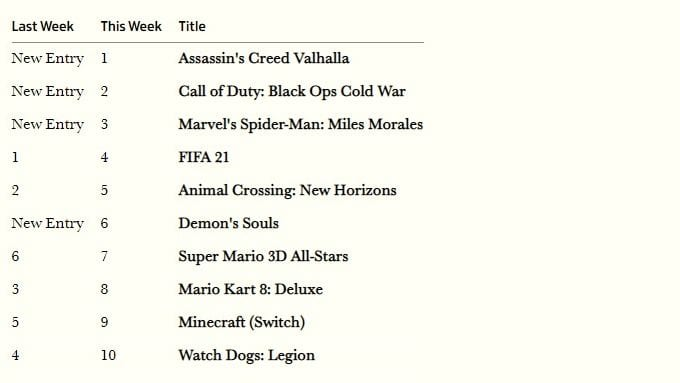 Last Week This Week Title
New Entry 1 Assassin's Creed Valhalla
New Entry 2 Call of Duty: Black Ops Cold War
New Entry 3 Marvel's Spider-Man: Miles Morales
1 4 FIFA 21
2 5 Animal Crossing: New Horizons
New Entry 6 Demon's Souls
6 7 Super Mario 3D All-Stars
3 8 Mario Kart 8: Deluxe
5 9 Minecraft (Switch)
4 10 Watch Dogs: Legion